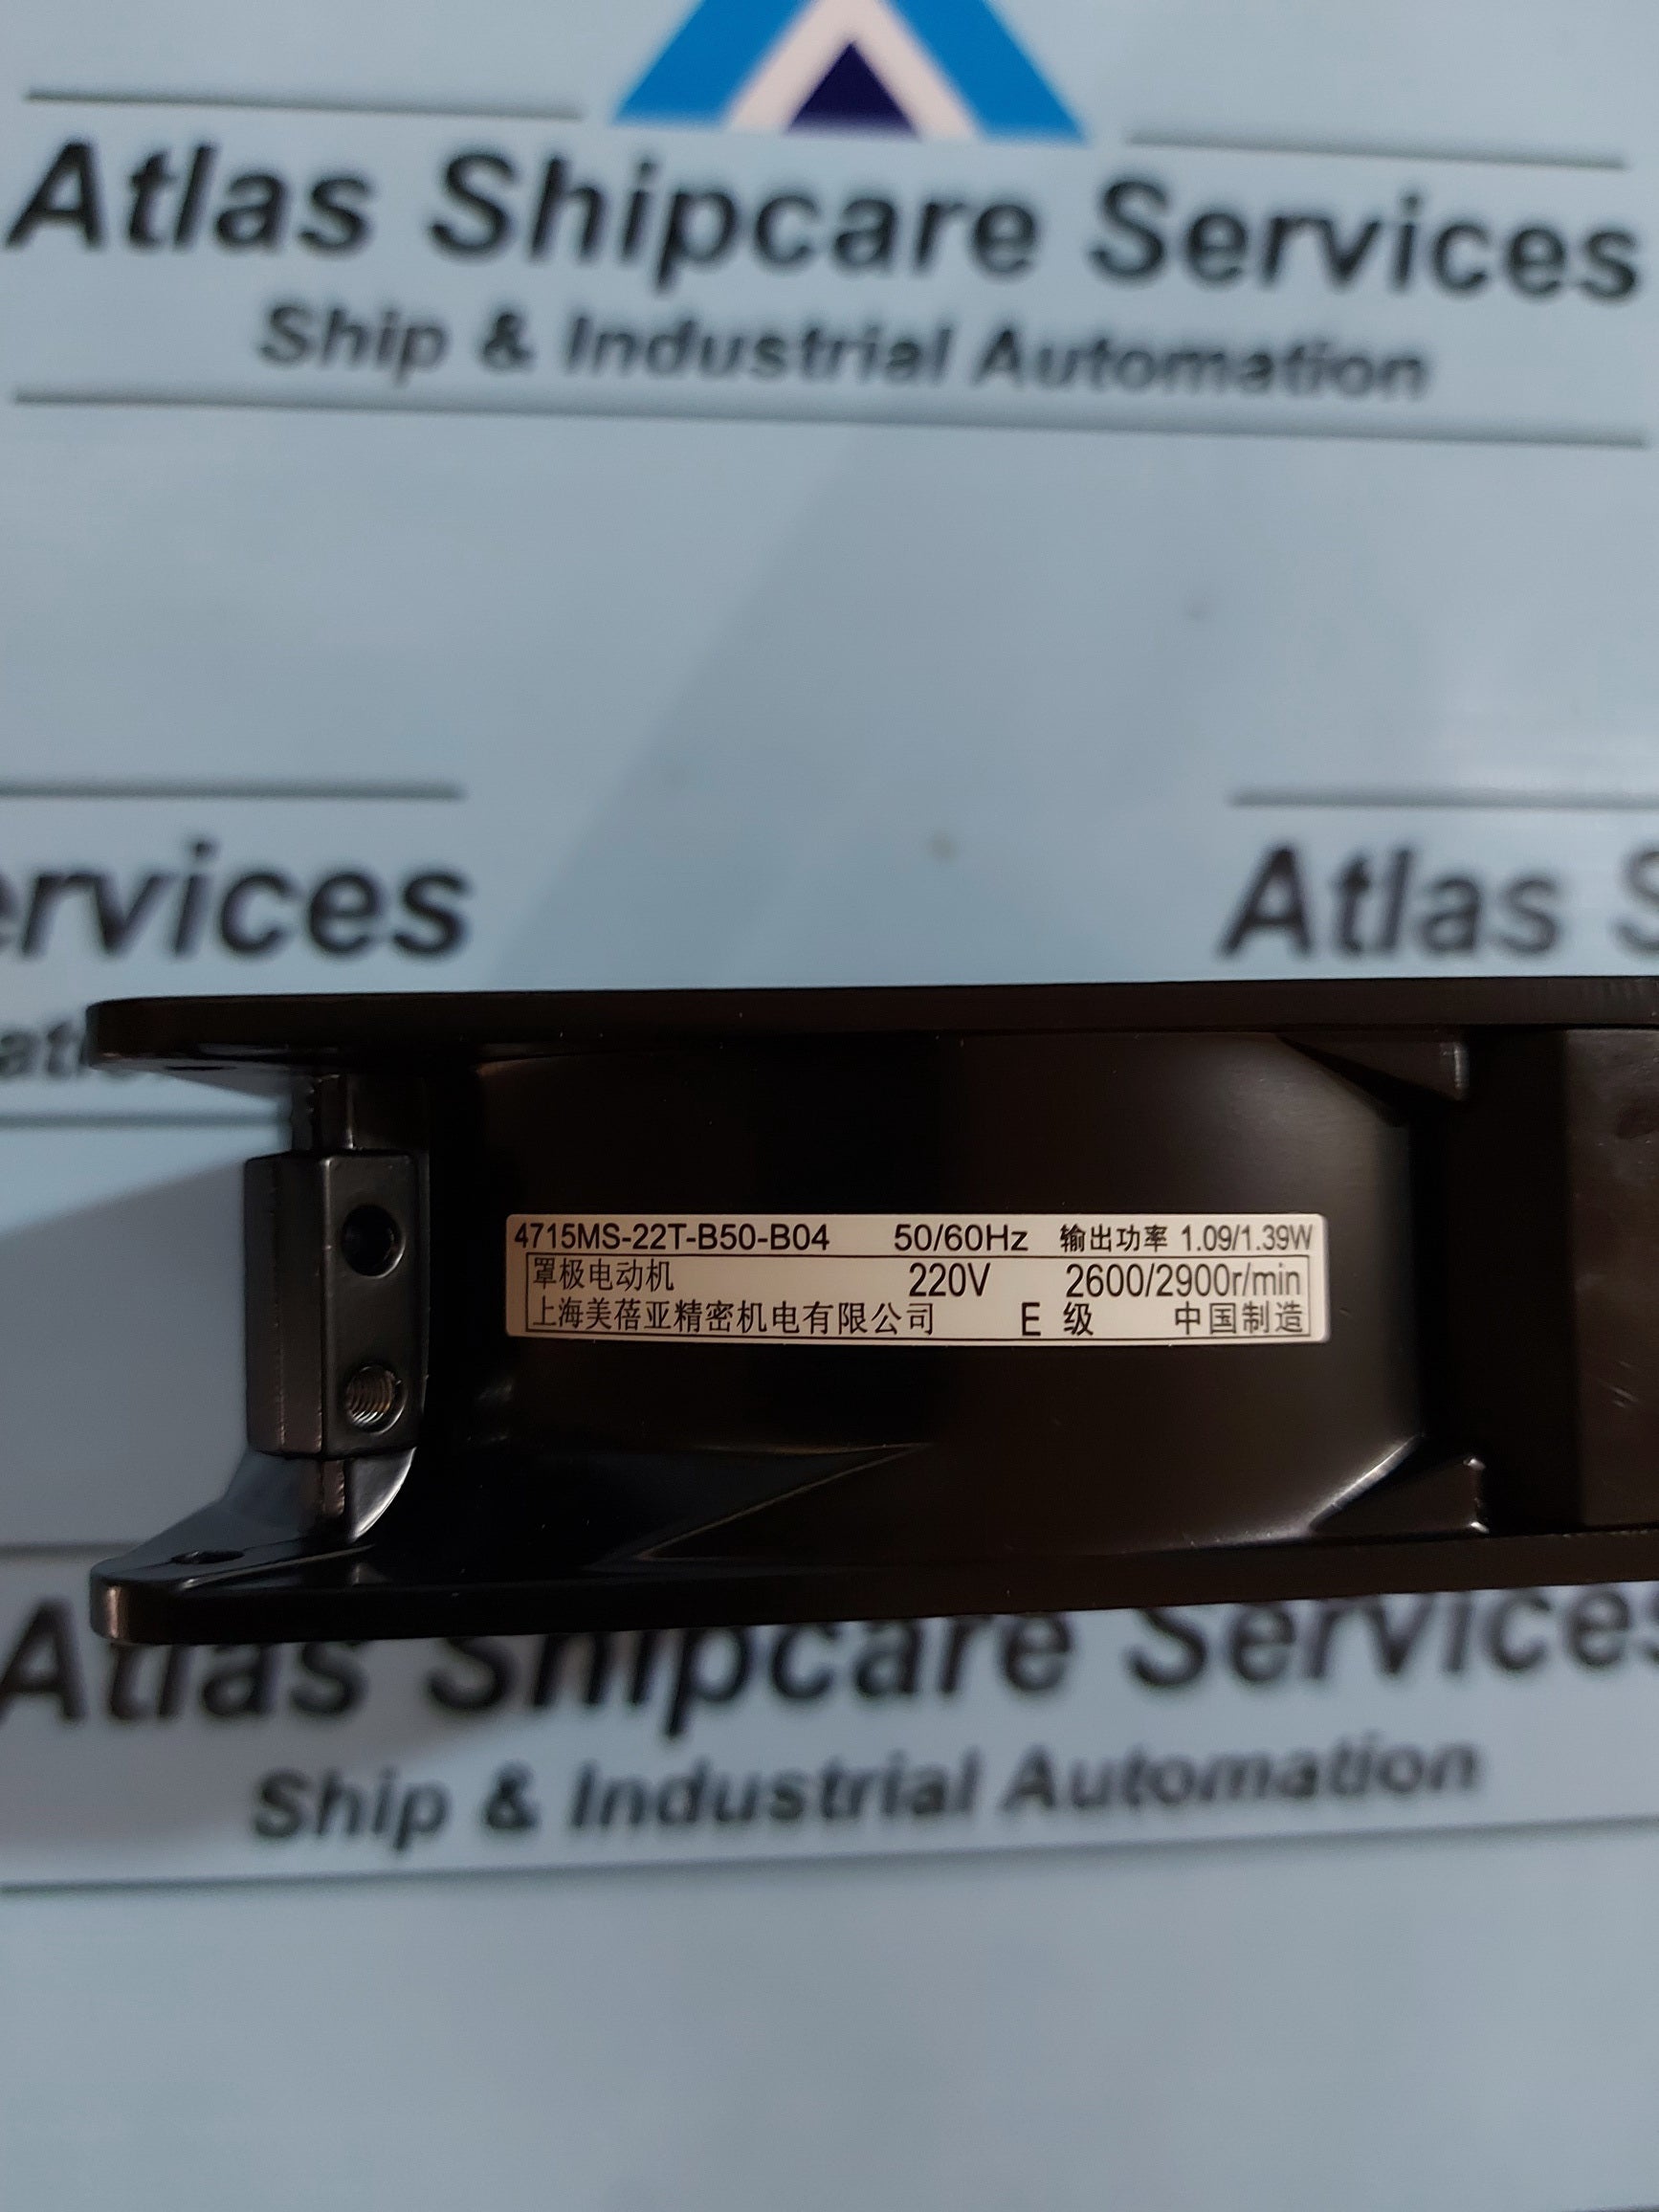 Atlas Shipcare Services
Ship & Industrial Automation
ervices
Atlas S
4715MS-22T-B50-B04 50/60Hz 输出功率 1.09/1.39W
罩极电动机 220V 2600/2900r/min
上海美蓓亚精密机电有限公司 E 级 中国制造
Atlas Shipcare Services
Ship & Industrial Automation